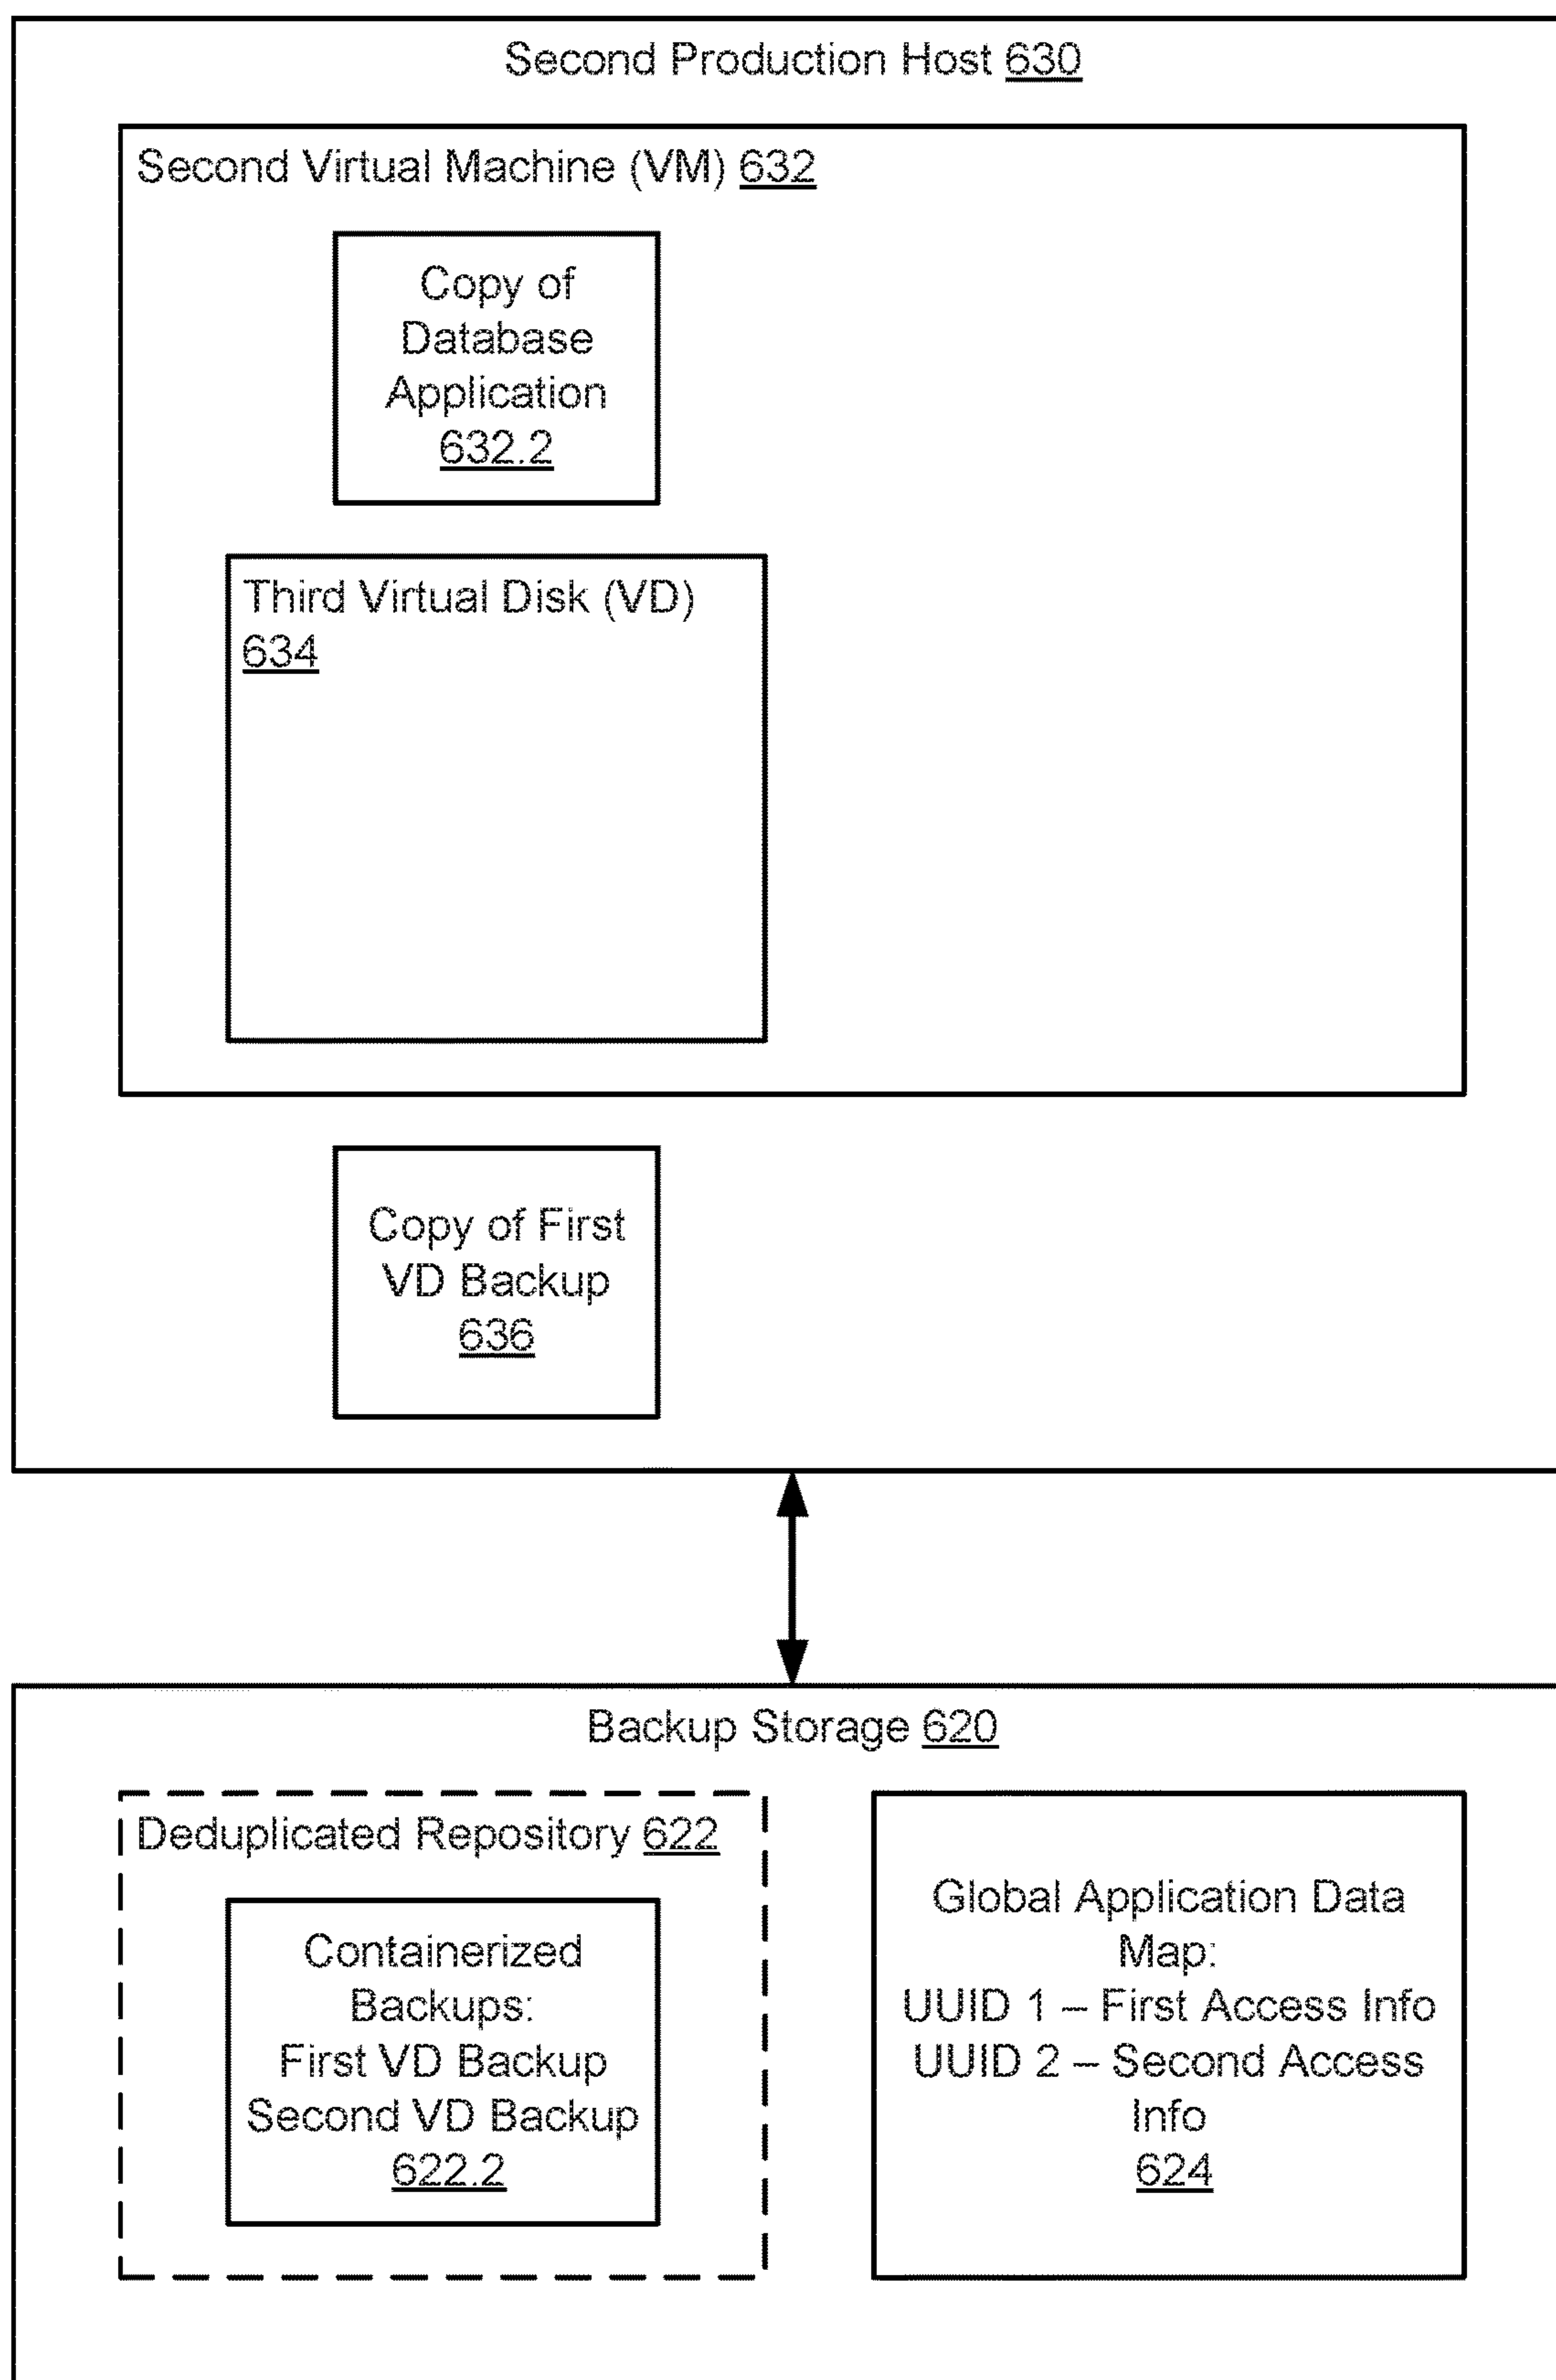 Second Production Host 630
Second Virtual Machine (VM) 632
Copy of
Database
Application
632.2
Third Virtual Disk (VD)
634
Copy of First
VD Backup
636
Backup Storage 620
Deduplicated Repository 622
Containerized
Backups:
First VD Backup
Second VD Backup
622.2
Global Application Data
Map:
UUID 1 – First Access Info
UUID 2 – Second Access
Info
624